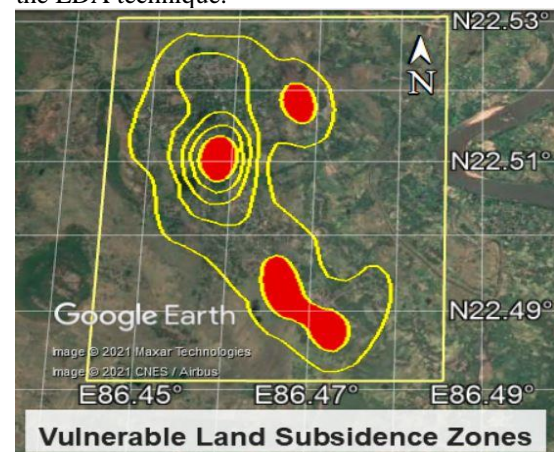 the EDA technique.
N22.53°
N
N22.51°
N22.49°
Google Earth
Image © 2021 Maxar Technologies
Image © 2021 CNES / Airbus
E86.45° E86.47° E86.49°
Vulnerable Land Subsidence Zones